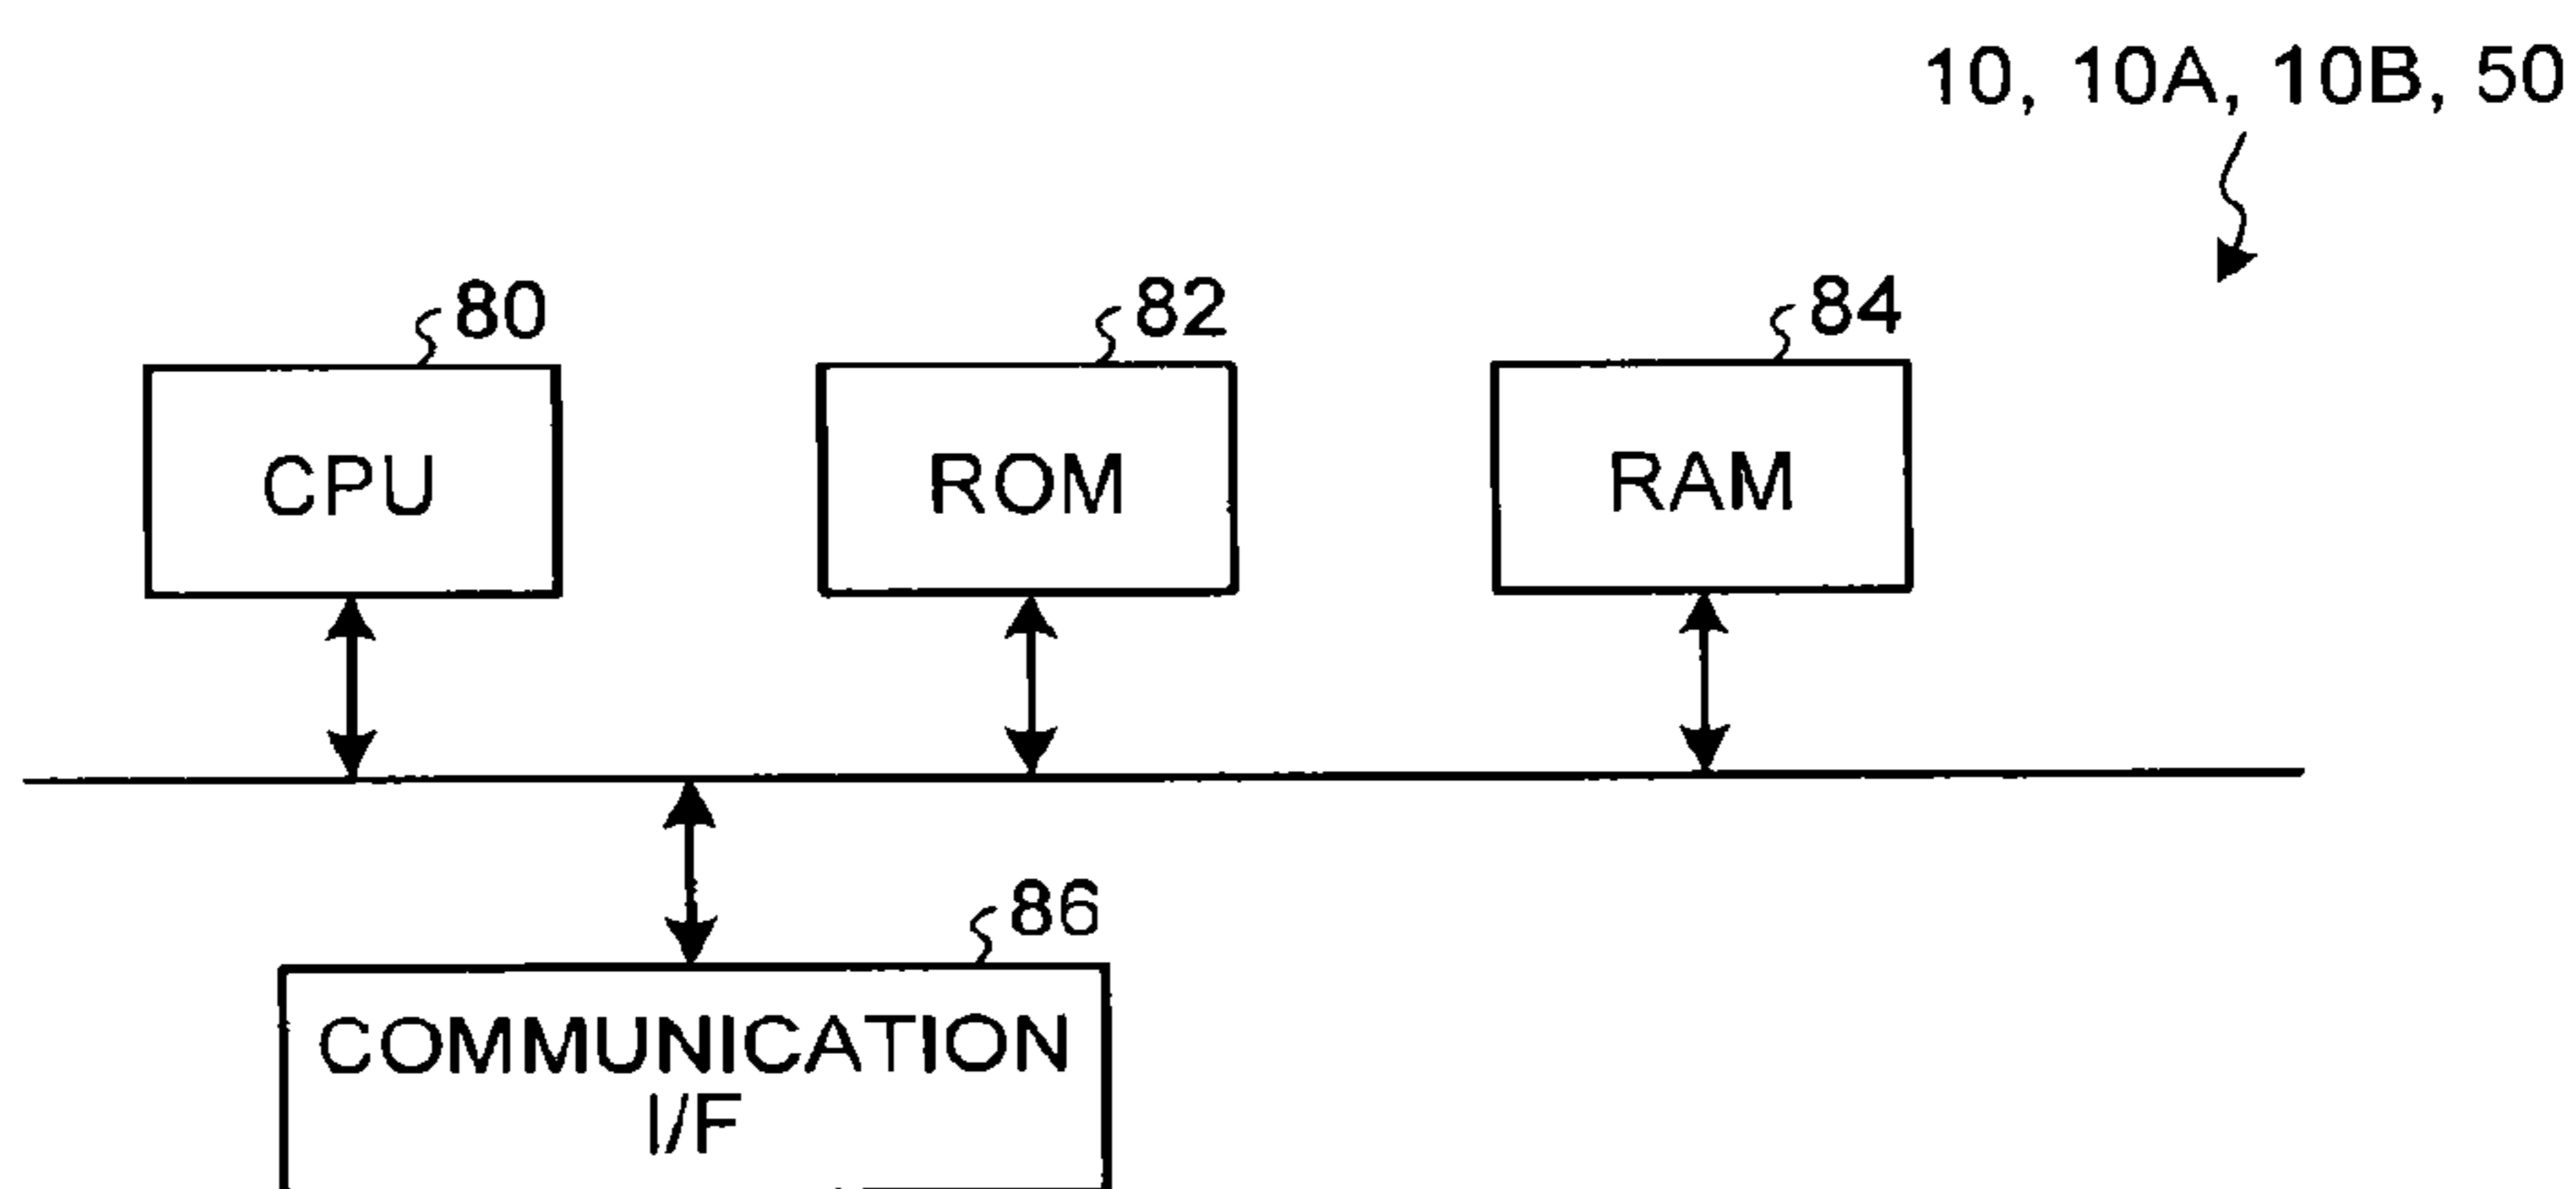 10, 10A, 10B, 50
80
82
84
CPU
ROM
RAM
86
COMMUNICATION
I/F